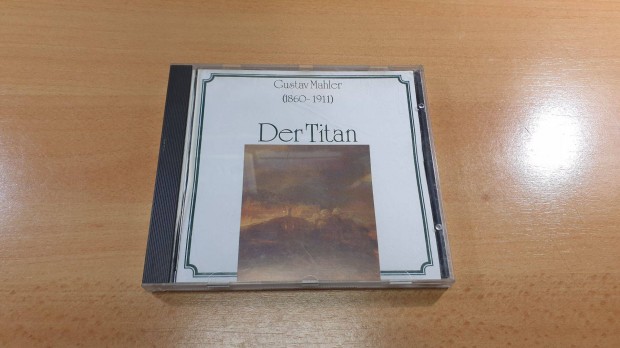 Gustav Mahler
(1860-1911)
Der Titan